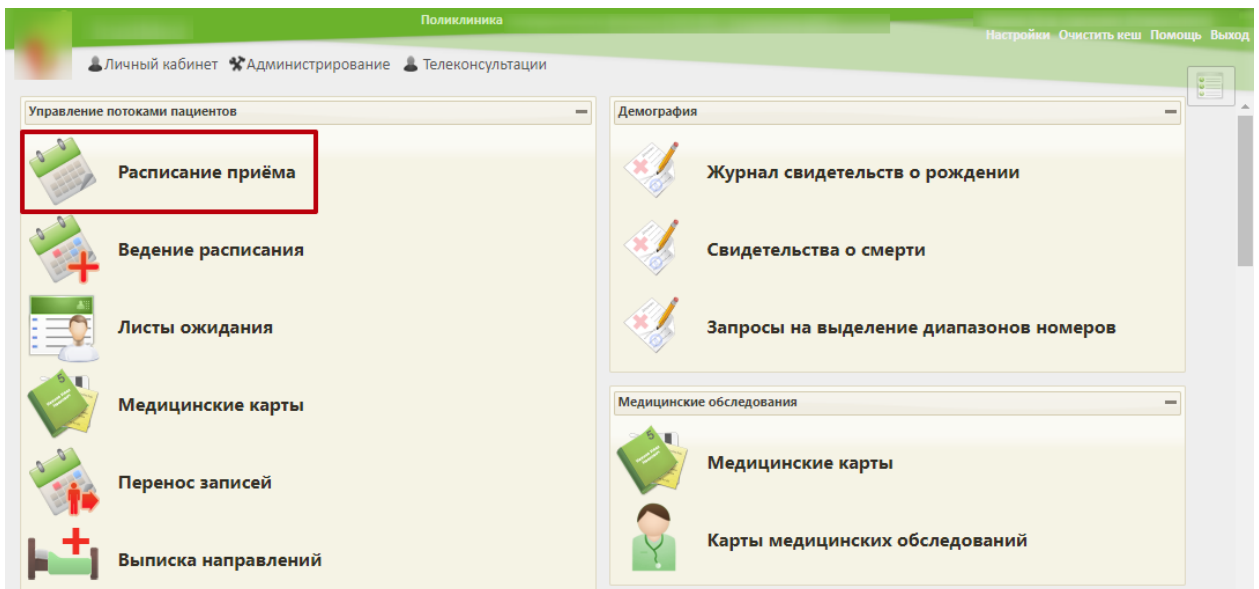 Поликлиника
Настройки Очистить кеш Помощь Выход
Личный кабинет Администрирование Телеконсультации
Управление потоками пациентов
Расписание приёма
Ведение расписания
Листы ожидания
Медицинские карты
Перенос записей
Выписка направлений
Демография
Журнал свидетельств о рождении
Свидетельства о смерти
Запросы на выделение диапазонов номеров
Медицинские обследования
Медицинские карты
Карты медицинских обследований